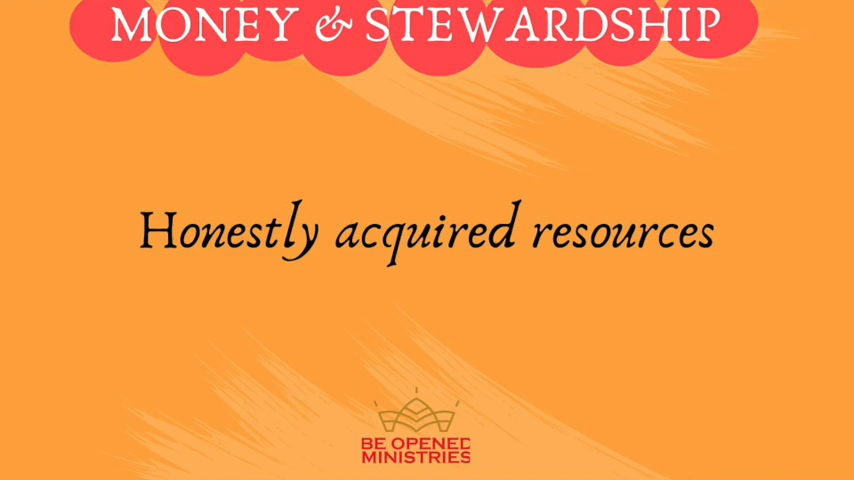 MONEY & STEWARDSHIP
Honestly acquired resources
BE OPENED
MINISTRIES